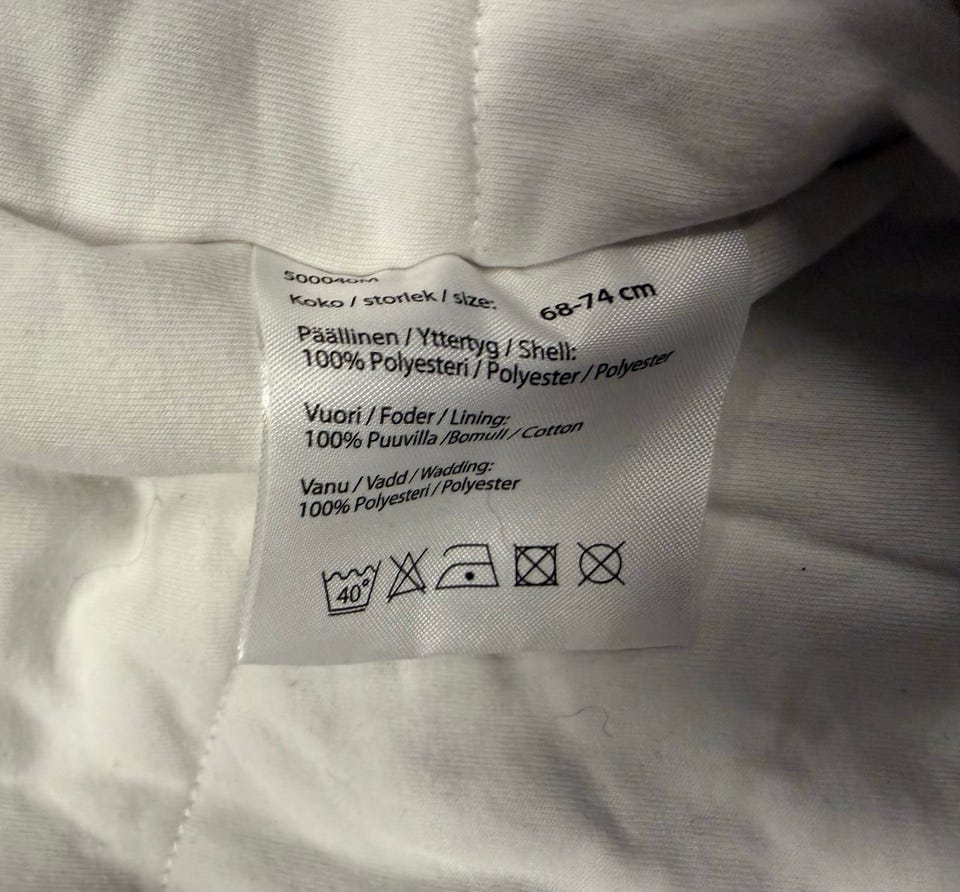 500040M
Koko / storlek / size: 68-74 cm
Päällinen / Yttertyg / Shell:
100% Polyesteri / Polyester / Polyester
Vuori / Foder / Lining:
100% Puuvilla /Bomull / Cotton
Vanu / Vadd / Wadding:
100% Polyesteri / Polyester
40°